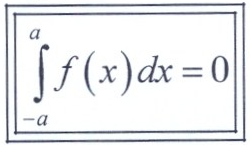 ∫_{-a}^{a} f(x)dx = 0